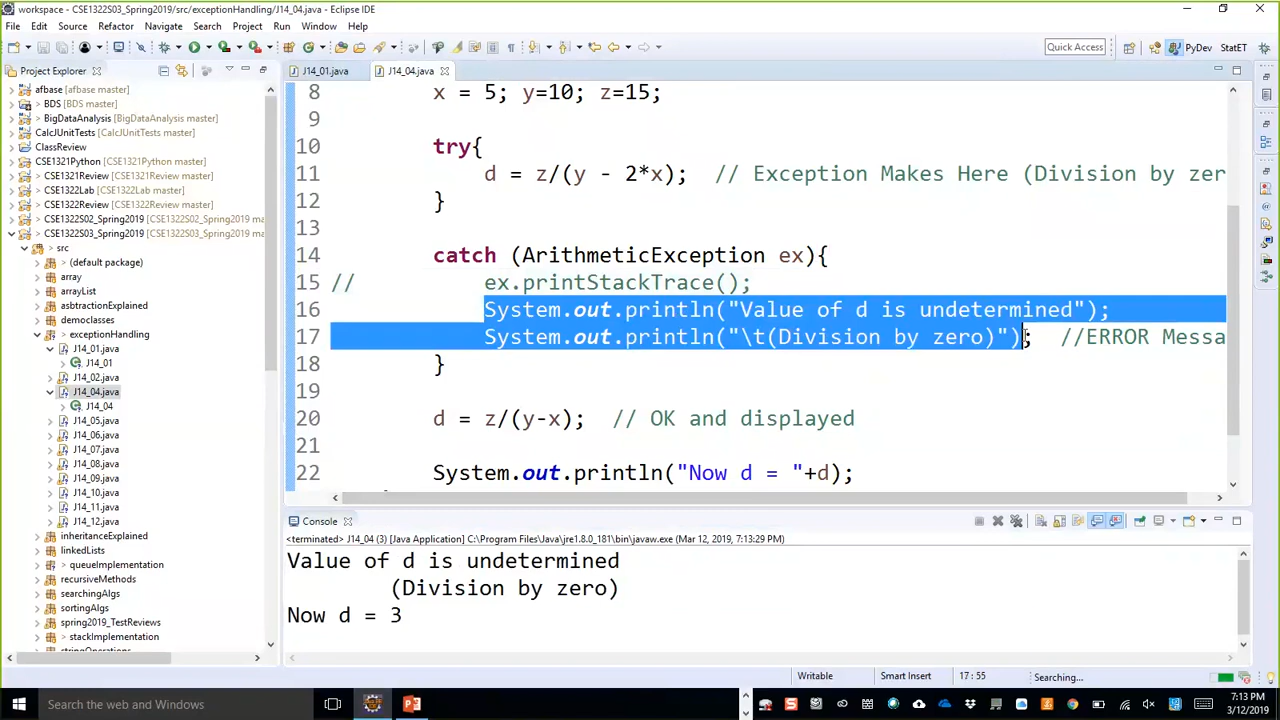 workspace - CSE1322S03_Spring2019/src/exceptionHandling/J14_04.java - Eclipse IDE
File Edit Source Refactor Navigate Search Project Run Window Help
Quick Access PyDev StatET
Project Explorer
J14_01.java J14_04.java
afbase [afbase master]
> BDS [BDS master]
> BigDataAnalysis [BigDataAnalysis master]
CalcJUnitTests [CalcJUnitTests master]
ClassReview
CSE1321Python [CSE1321Python master]
> CSE1321Review [CSE1321Review master]
> CSE1322Lab [CSE1322Lab master]
> CSE1322Review [CSE1322Review master]
> CSE1322S02_Spring2019 [CSE1322S02_Spring2019 ma
> CSE1322S03_Spring2019 [CSE1322S03_Spring2019 ma
> src
(default package)
array
arrayList
asbtractionExplained
democlasses
> exceptionHandling
> J14_01.java
J14_01
> J14_02.java
> J14_04.java
J14_04
> J14_05.java
> J14_06.java
> J14_07.java
> J14_08.java
> J14_09.java
> J14_10.java
> J14_11.java
> J14_12.java
inheritanceExplained
linkedLists
> queueImplementation
recursiveMethods
searchingAlgs
sortingAlgs
spring2019_TestReviews
> stackImplementation
stringOperations
8 x = 5; y=10; z=15;
9
10 try{
11 d = z/(y - 2*x); // Exception Makes Here (Division by zer
12 }
13
14 catch (ArithmeticException ex){
15 // ex.printStackTrace();
16 System.out.println("Value of d is undetermined");
17 System.out.println("\t(Division by zero)"); //ERROR Messa
18 }
19
20 d = z/(y-x); // OK and displayed
21
22 System.out.println("Now d = "+d);
Console
<terminated> J14_04 (3) [Java Application] C:\Program Files\Java\jre1.8.0_181\bin\javaw.exe (Mar 12, 2019, 7:13:29 PM)
Value of d is undetermined
(Division by zero)
Now d = 3
Writable Smart Insert 17 : 55 Searching...
Search the web and Windows
7:13 PM
3/12/2019